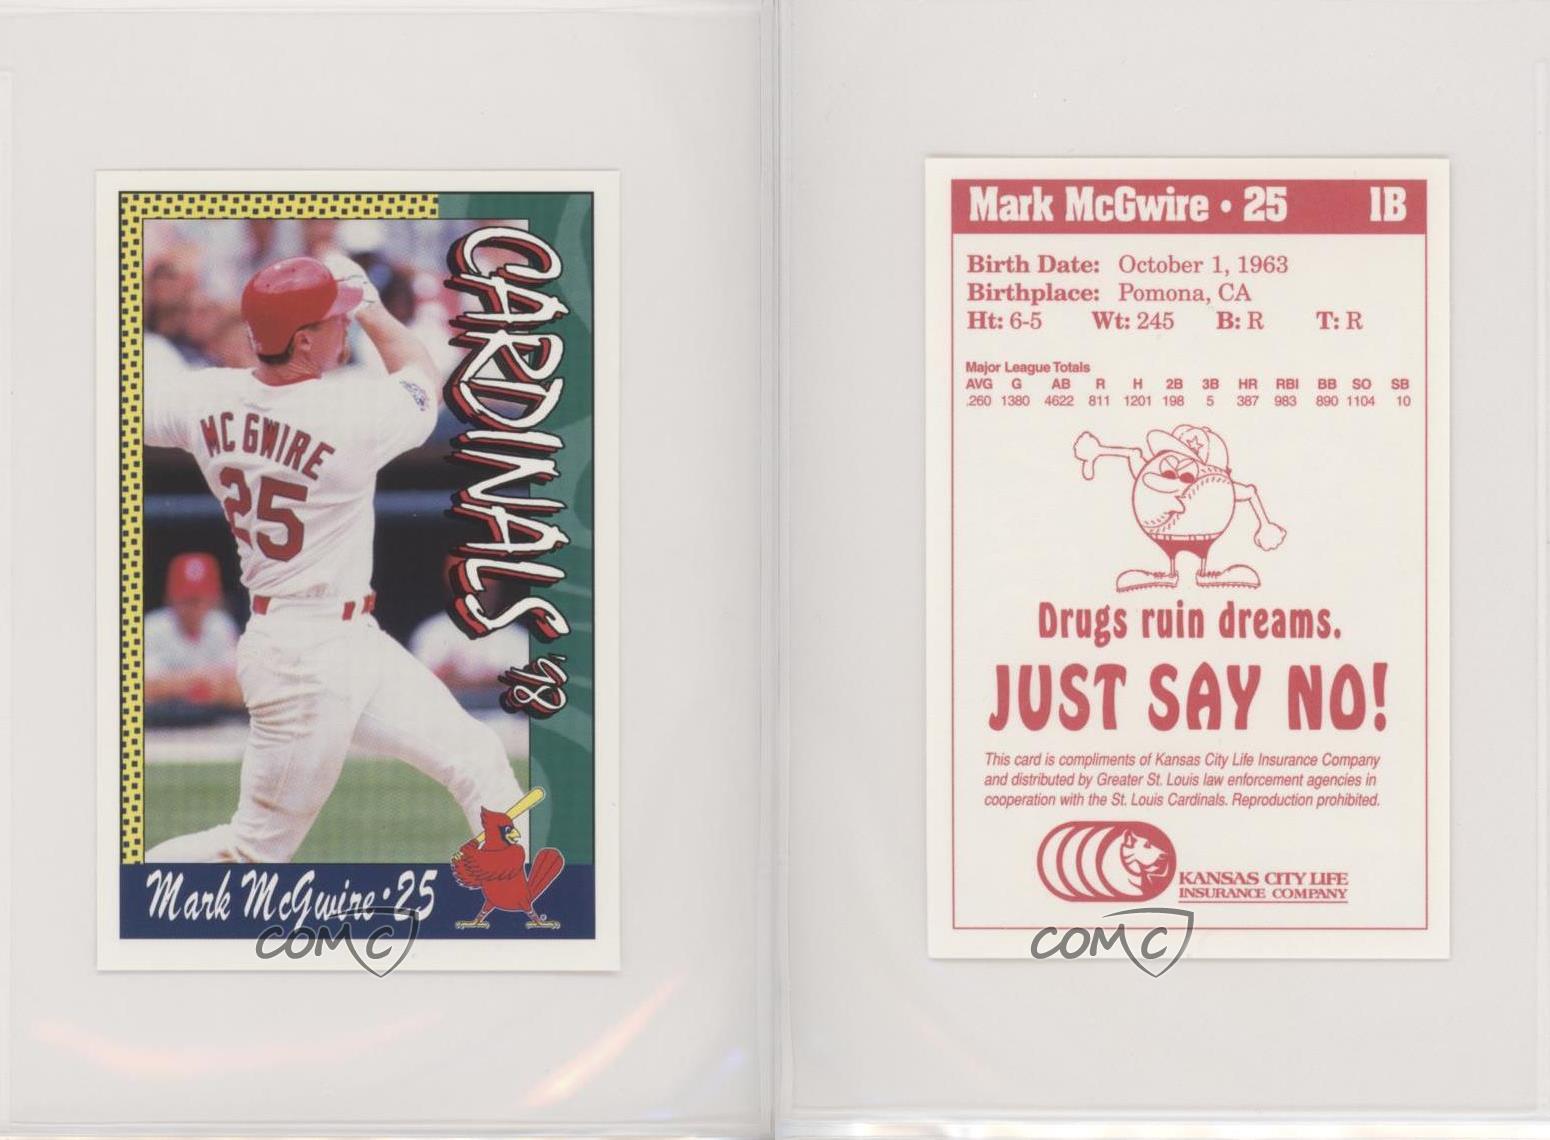 CARDINALS '98
MC GWIRE
25
Mark McGwire • 25
COMC
Mark McGwire • 25 1B
Birth Date: October 1, 1963
Birthplace: Pomona, CA
Ht: 6-5 Wt: 245 B: R T: R
Major League Totals
AVG G AB R H 2B 3B HR RBI BB SO SB
.260 1380 4622 811 1201 198 5 387 983 890 1104 10
Drugs ruin dreams.
JUST SAY NO!
This card is compliments of Kansas City Life Insurance Company
and distributed by Greater St. Louis law enforcement agencies in
cooperation with the St. Louis Cardinals. Reproduction prohibited.
KANSAS CITY LIFE
INSURANCE COMPANY
COMC